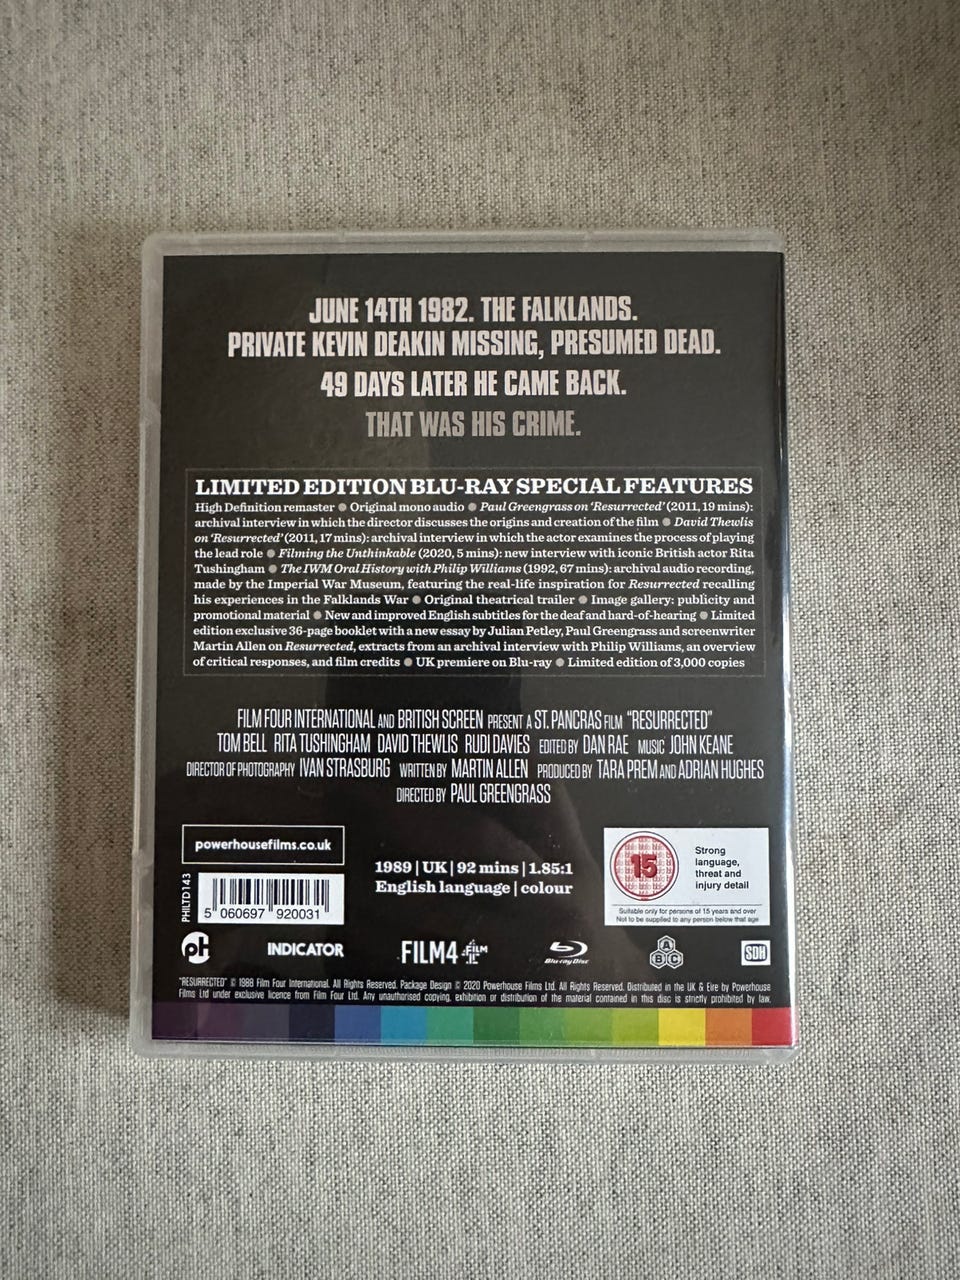 JUNE 14TH 1982. THE FALKLANDS.
PRIVATE KEVIN DEAKIN MISSING, PRESUMED DEAD.
49 DAYS LATER HE CAME BACK.
THAT WAS HIS CRIME.
LIMITED EDITION BLU-RAY SPECIAL FEATURES
High Definition remaster ● Original mono audio ● Paul Greengrass on ‘Resurrected’ (2011, 19 mins):
archival interview in which the director discusses the origins and creation of the film ● David Thewlis
on ‘Resurrected’ (2011, 17 mins): archival interview in which the actor examines the process of playing
the lead role ● Filming the Unthinkable (2020, 5 mins): new interview with iconic British actor Rita
Tushingham ● The IWM Oral History with Philip Williams (1992, 67 mins): archival audio recording,
made by the Imperial War Museum, featuring the real-life inspiration for Resurrected recalling
his experiences in the Falklands War ● Original theatrical trailer ● Image gallery: publicity and
promotional material ● New and improved English subtitles for the deaf and hard-of-hearing ● Limited
edition exclusive 36-page booklet with a new essay by Julian Petley, Paul Greengrass and screenwriter
Martin Allen on Resurrected, extracts from an archival interview with Philip Williams, an overview
of critical responses, and film credits ● UK premiere on Blu-ray ● Limited edition of 3,000 copies
FILM FOUR INTERNATIONAL AND BRITISH SCREEN PRESENT A ST. PANCRAS FILM “RESURRECTED”
TOM BELL RITA TUSHINGHAM DAVID THEWLIS RUDI DAVIES EDITED BY DAN RAE MUSIC JOHN KEANE
DIRECTOR OF PHOTOGRAPHY IVAN STRASBURG WRITTEN BY MARTIN ALLEN PRODUCED BY TARA PREM AND ADRIAN HUGHES
DIRECTED BY PAUL GREENGRASS
powerhousefilms.co.uk
PHILTD143
5 060697 920031
1989 | UK | 92 mins | 1.85:1
English language | colour
15
Strong
language,
threat and
injury detail
Suitable only for persons of 15 years and over
Not to be supplied to any person below that age
pH
INDICATOR
FILM4
FILM
Blu-ray Disc
A
B C
SDH
“RESURRECTED” © 1988 Film Four International. All Rights Reserved. Package Design © 2020 Powerhouse Films Ltd. All Rights Reserved. Distributed in the UK & Eire by Powerhouse
Films Ltd under exclusive licence from Film Four Ltd. Any unauthorised copying, exhibition or distribution of the material contained in this disc is strictly prohibited by law.